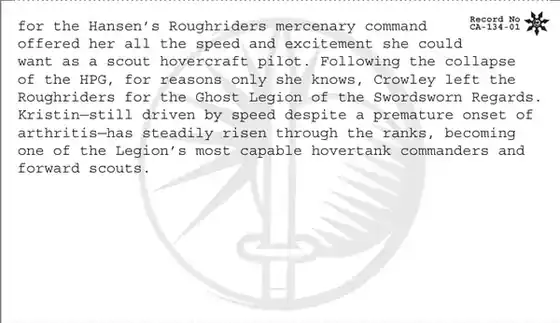 for the Hansen's Roughriders mercenary command
offered her all the speed and excitement she could
want as a scout hovercraft pilot. Following the collapse
of the HPG, for reasons only she knows, Crowley left the
Roughriders for the Ghost Legion of the Swordsworn Regards.
Kristin—still driven by speed despite a premature onset of
arthritis—has steadily risen through the ranks, becoming
one of the Legion's most capable hovertank commanders and
forward scouts.
Record No
CA-134-01